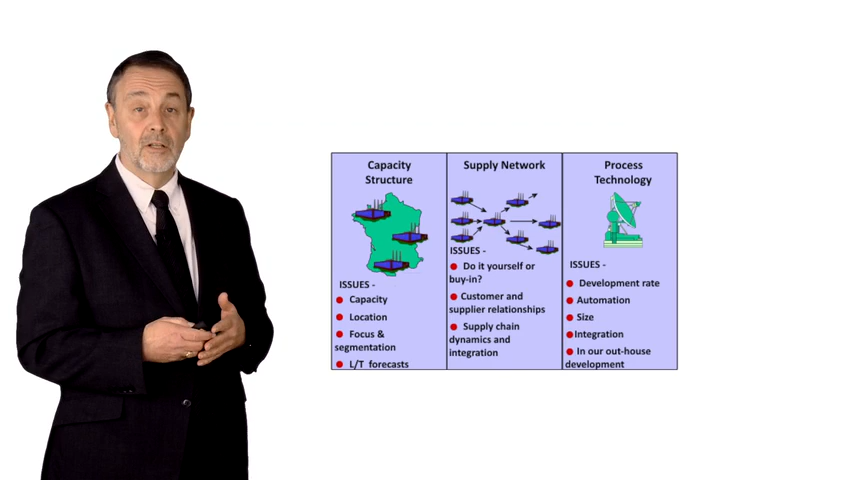 Capacity
Structure
ISSUES -
Capacity
Location
Focus &
segmentation
L/T forecasts
Supply Network
ISSUES -
Do it yourself or
buy-in?
Customer and
supplier relationships
Supply chain
dynamics and
integration
Process
Technology
ISSUES -
Development rate
Automation
Size
Integration
In our out-house
development